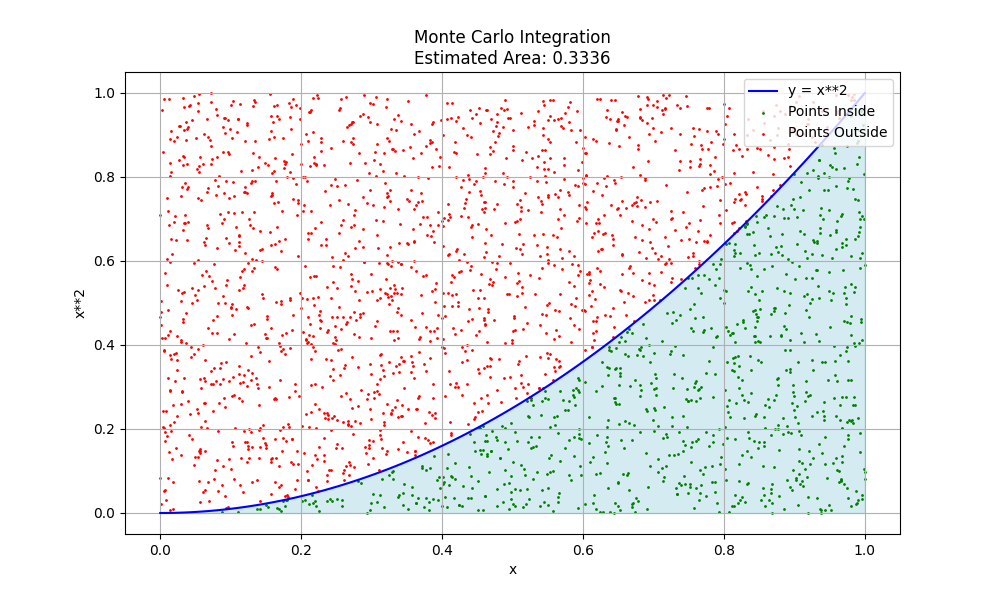 Monte Carlo Integration
Estimated Area: 0.3336
y = x**2
Points Inside
Points Outside
1.0
0.8
0.6
0.4
0.2
0.0
x**2
0.0 0.2 0.4 0.6 0.8 1.0
x